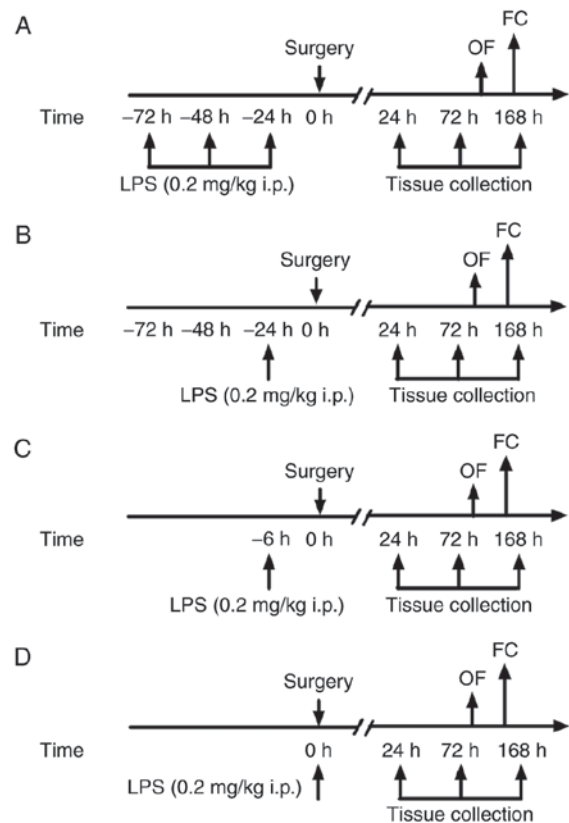 A
FC
OF
Surgery
Time −72 h −48 h −24 h 0 h 24 h 72 h 168 h
LPS (0.2 mg/kg i.p.) Tissue collection
B
FC
OF
Surgery
Time −72 h −48 h −24 h 0 h 24 h 72 h 168 h
LPS (0.2 mg/kg i.p.) Tissue collection
C
FC
OF
Surgery
Time −6 h 0 h 24 h 72 h 168 h
LPS (0.2 mg/kg i.p.) Tissue collection
D
FC
OF
Surgery
Time 0 h 24 h 72 h 168 h
LPS (0.2 mg/kg i.p.) Tissue collection